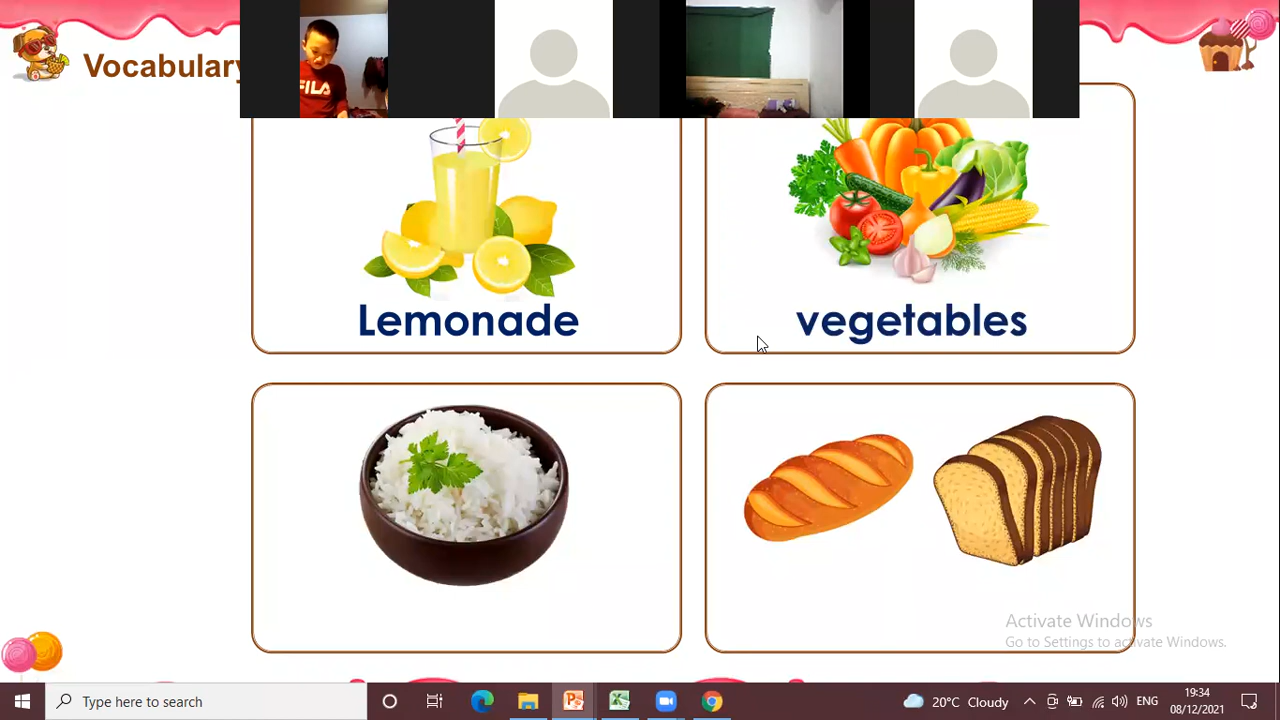 Vocabulary
FILA
Lemonade
vegetables
Activate Windows
Go to Settings to activate Windows.
Type here to search
20°C Cloudy
ENG
19:34
08/12/2021